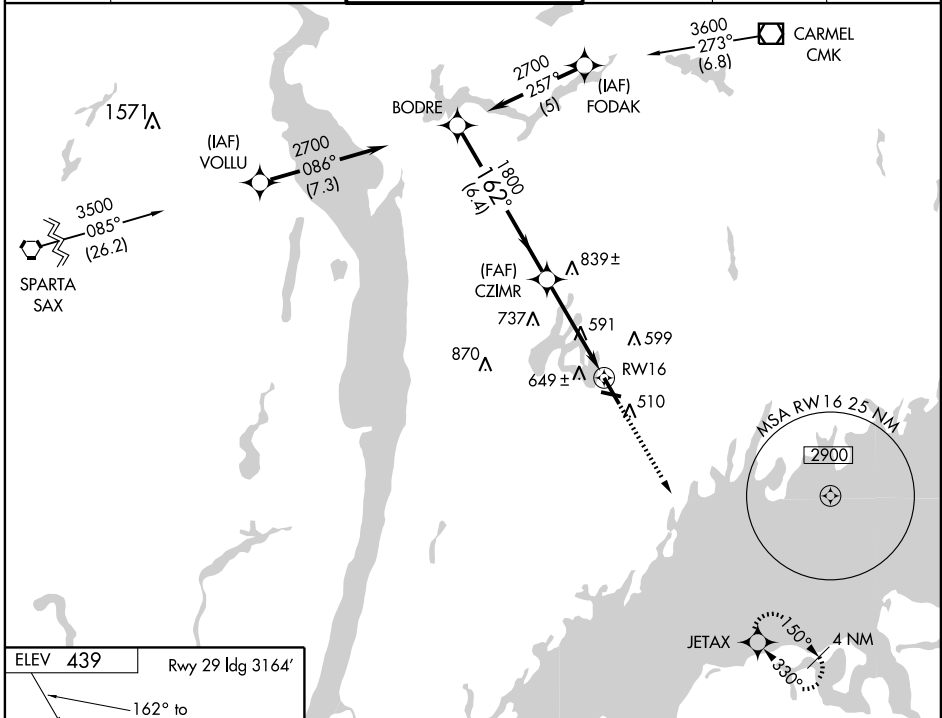 3600
273°
(6.8)
CARMEL
CMK
2700
257°
(5)
(IAF)
FODAK
BODRE
1571
(IAF)
VOLLU
2700
086°
(7.3)
1800
162°
(6.4)
3500
085°
(26.2)
SPARTA
SAX
(FAF)
CZIMR
839±
737
591
599
870
649±
RW16
510
MSA RW16 25 NM
2900
JETAX
150°
4 NM
330°
ELEV 439
Rwy 29 ldg 3164'
162° to